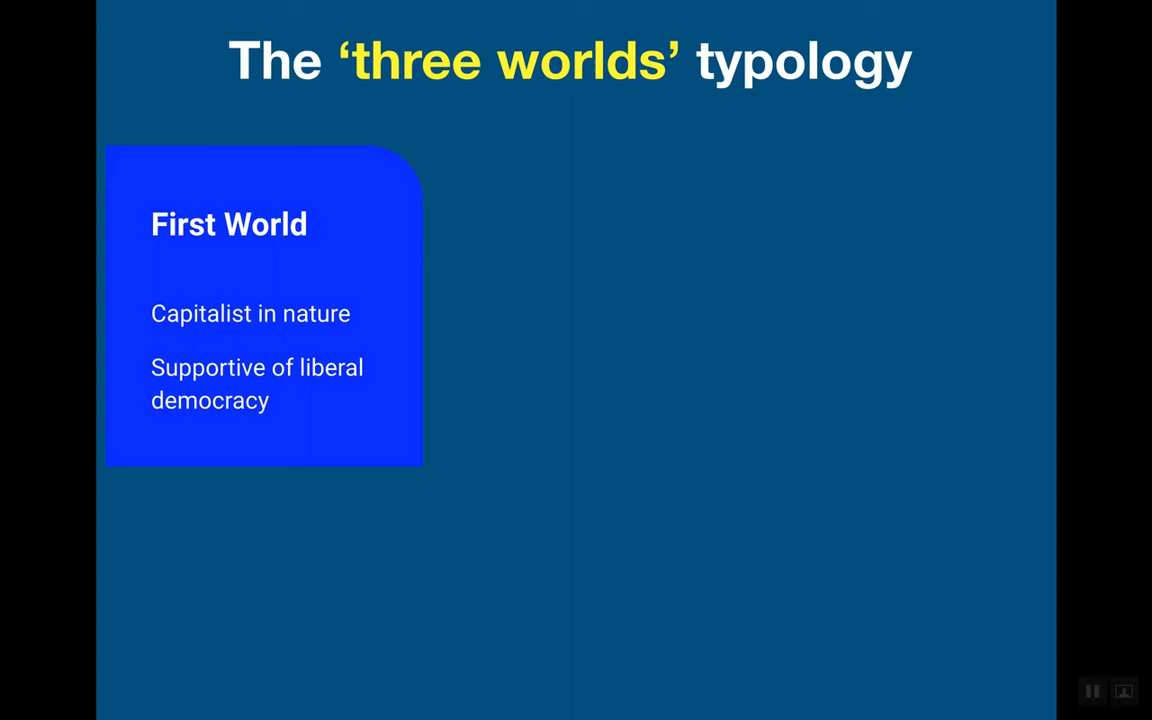 The ‘three worlds’ typology
First World
Capitalist in nature
Supportive of liberal
democracy